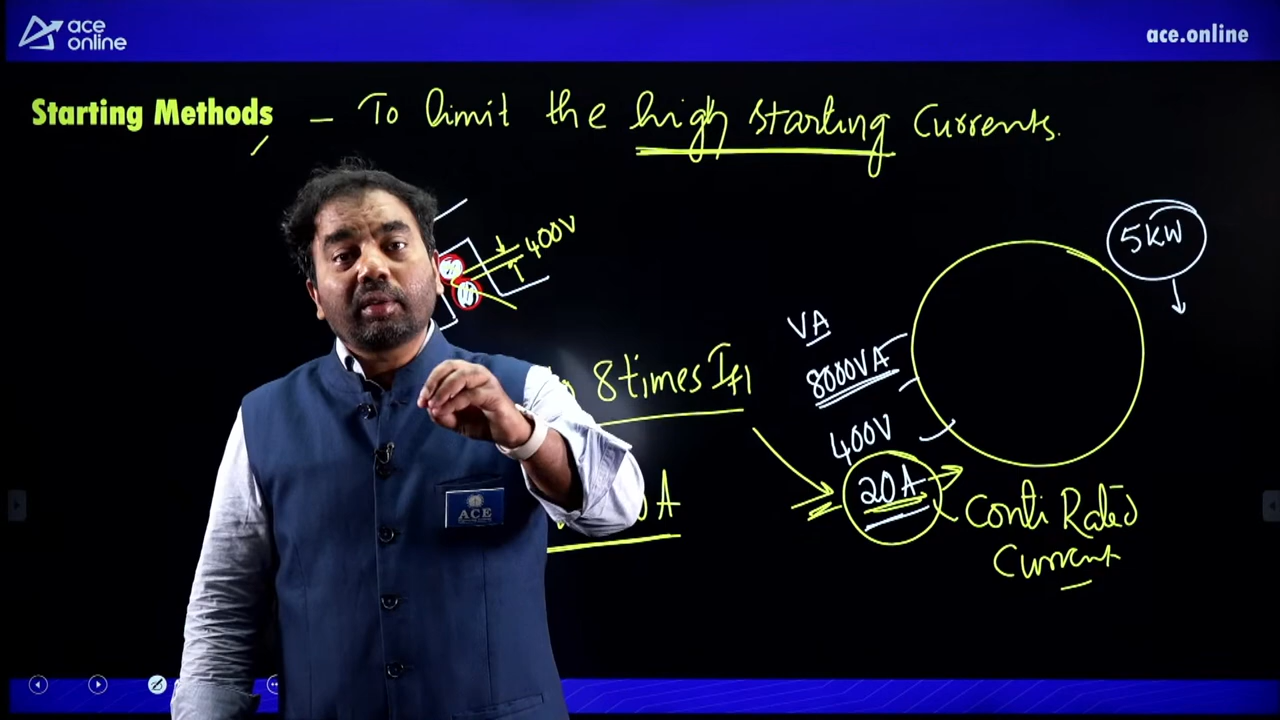 ace online
ace.online
Starting Methods – To limit the high starting Currents.
400V
5KW
VA
8000VA
8 times Ifl
400V
20A
A
Conti Rated
Current
ACE